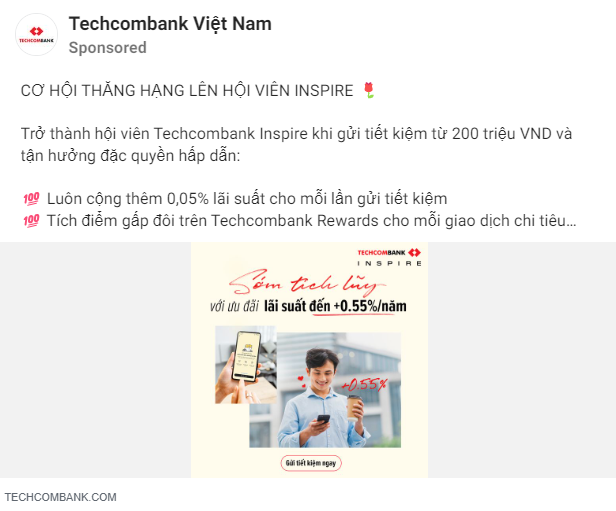 Techcombank Việt Nam
Sponsored
TECHCOMBANK
CƠ HỘI THĂNG HẠNG LÊN HỘI VIÊN INSPIRE 🌷
Trở thành hội viên Techcombank Inspire khi gửi tiết kiệm từ 200 triệu VND và
tận hưởng đặc quyền hấp dẫn:
💯 Luôn cộng thêm 0,05% lãi suất cho mỗi lần gửi tiết kiệm
💯 Tích điểm gấp đôi trên Techcombank Rewards cho mỗi giao dịch chi tiêu...
TECHCOMBANK
INSPIRE
Sớm tích lũy
với ưu đãi lãi suất đến +0.55%/năm
+0.55%
Gửi tiết kiệm ngay
TECHCOMBANK.COM